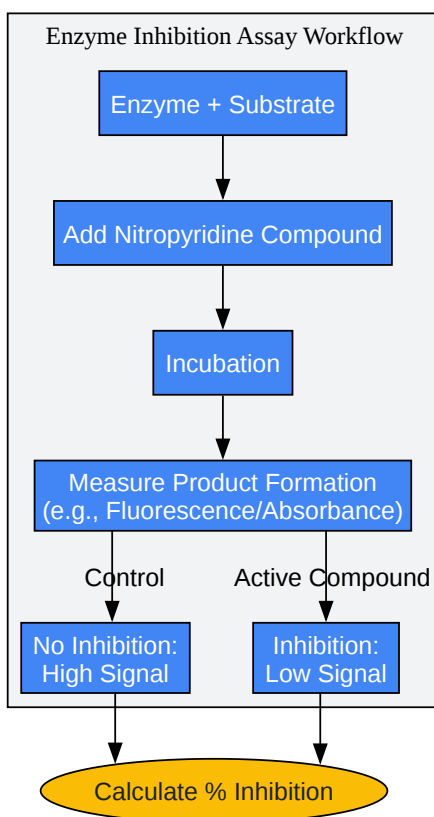 Enzyme Inhibition Assay Workflow
Enzyme + Substrate
Add Nitropyridine Compound
Incubation
Measure Product Formation
(e.g., Fluorescence/Absorbance)
Control
Active Compound
No Inhibition:
High Signal
Inhibition:
Low Signal
Calculate % Inhibition